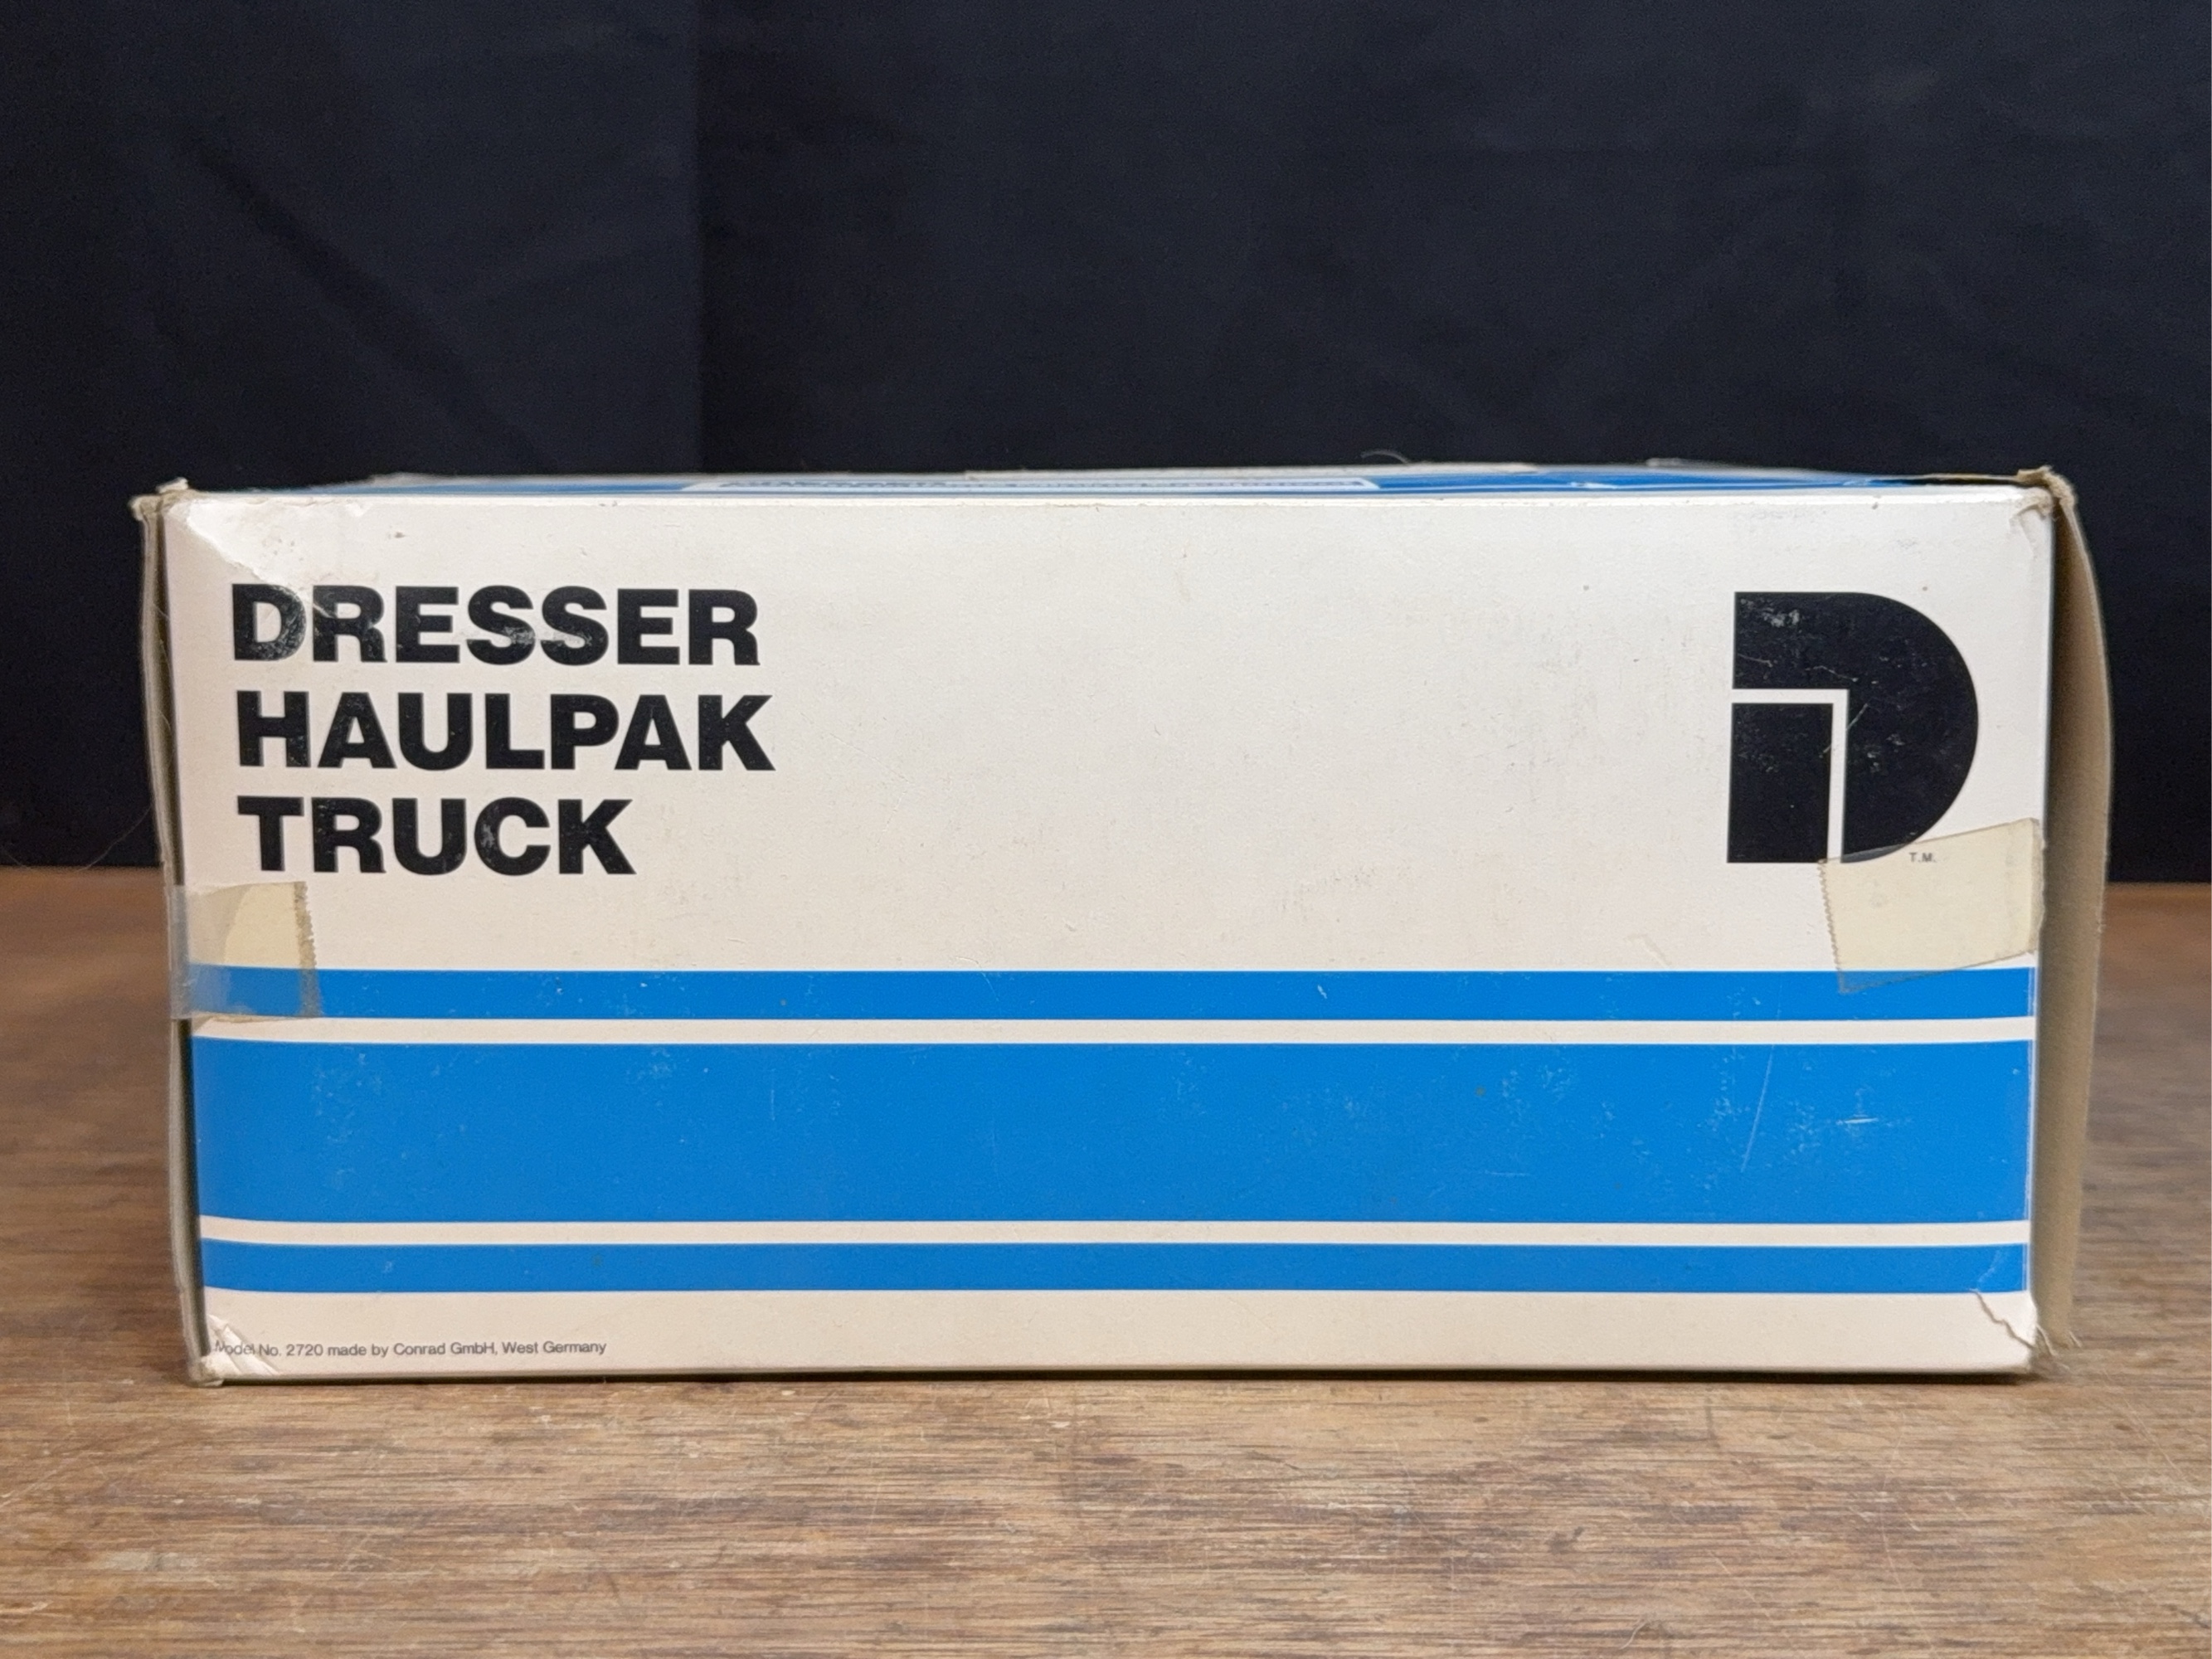 DRESSER
HAULPAK
TRUCK
T.M.
Model No. 2720 made by Conrad GmbH, West Germany